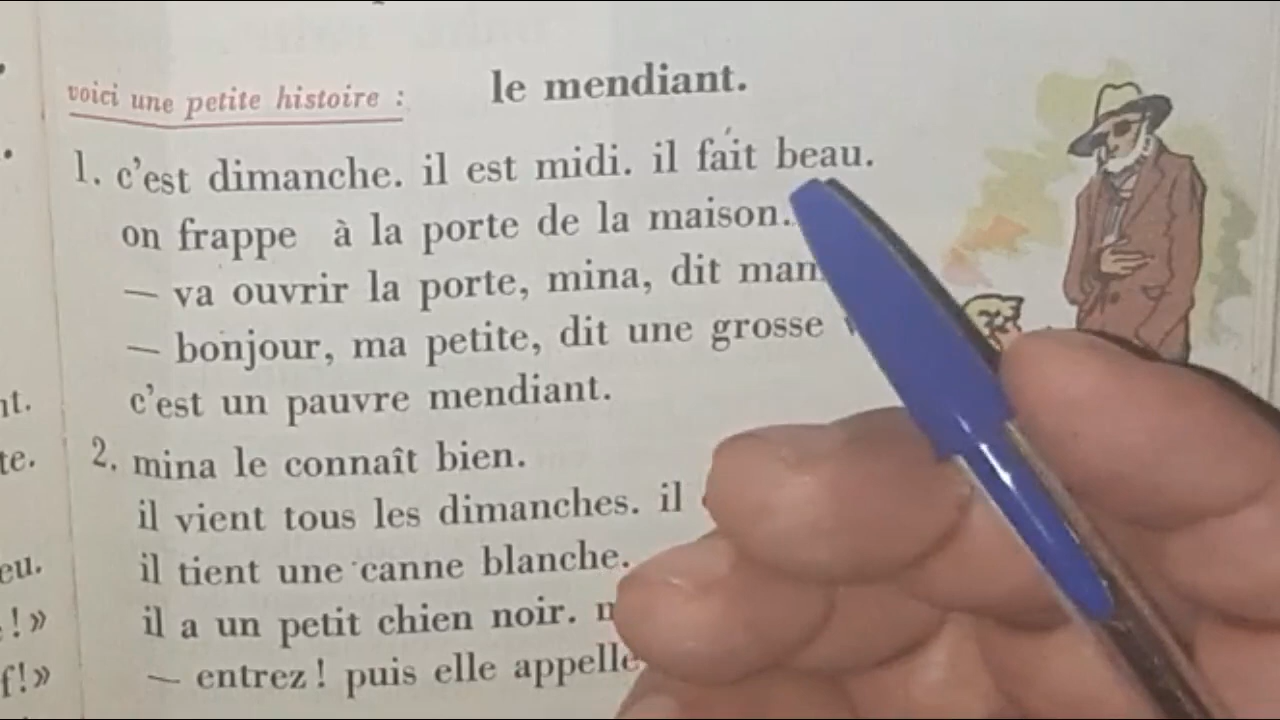 voici une petite histoire :
le mendiant.
1. c'est dimanche. il est midi. il fait beau.
on frappe à la porte de la maison.
— va ouvrir la porte, mina, dit
— bonjour, ma petite, dit une grosse
c'est un pauvre mendiant.
2. mina le connaît bien.
il vient tous les dimanches. il
il tient une canne blanche.
il a un petit chien noir.
— entrez ! puis elle appelle